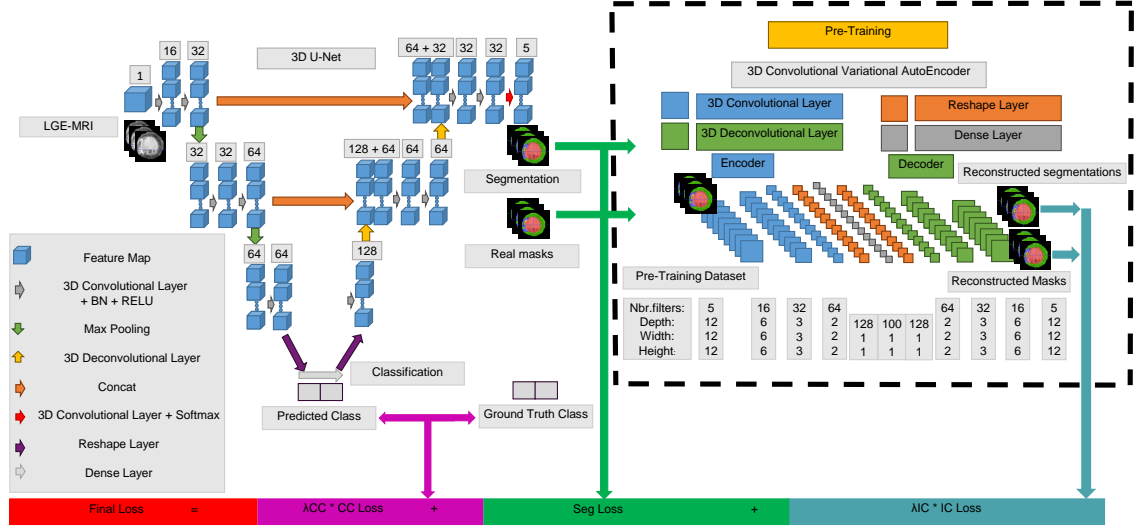 16
32
3D U-Net
64 + 32
32
32
5
1
LGE-MRI
32
32
64
128 + 64
64
64
Segmentation
Real masks
64
64
128
Feature Map
3D Convolutional Layer
+ BN + RELU
Max Pooling
3D Deconvolutional Layer
Concat
3D Convolutional Layer + Softmax
Reshape Layer
Dense Layer
Classification
Predicted Class
Ground Truth Class
Pre-Training
3D Convolutional Variational AutoEncoder
3D Convolutional Layer
Reshape Layer
3D Deconvolutional Layer
Dense Layer
Encoder
Decoder
Reconstructed segmentations
Pre-Training Dataset
Reconstructed Masks
Nbr.filters: 5 16 32 64 128 100 128 64 32 16 5
Depth: 12 6 3 2 1 1 1 2 3 6 12
Width: 12 6 3 2 1 1 1 2 3 6 12
Height: 12 6 3 2 1 1 1 2 3 6 12
Final Loss = λCC * CC Loss + Seg Loss + λIC * IC Loss